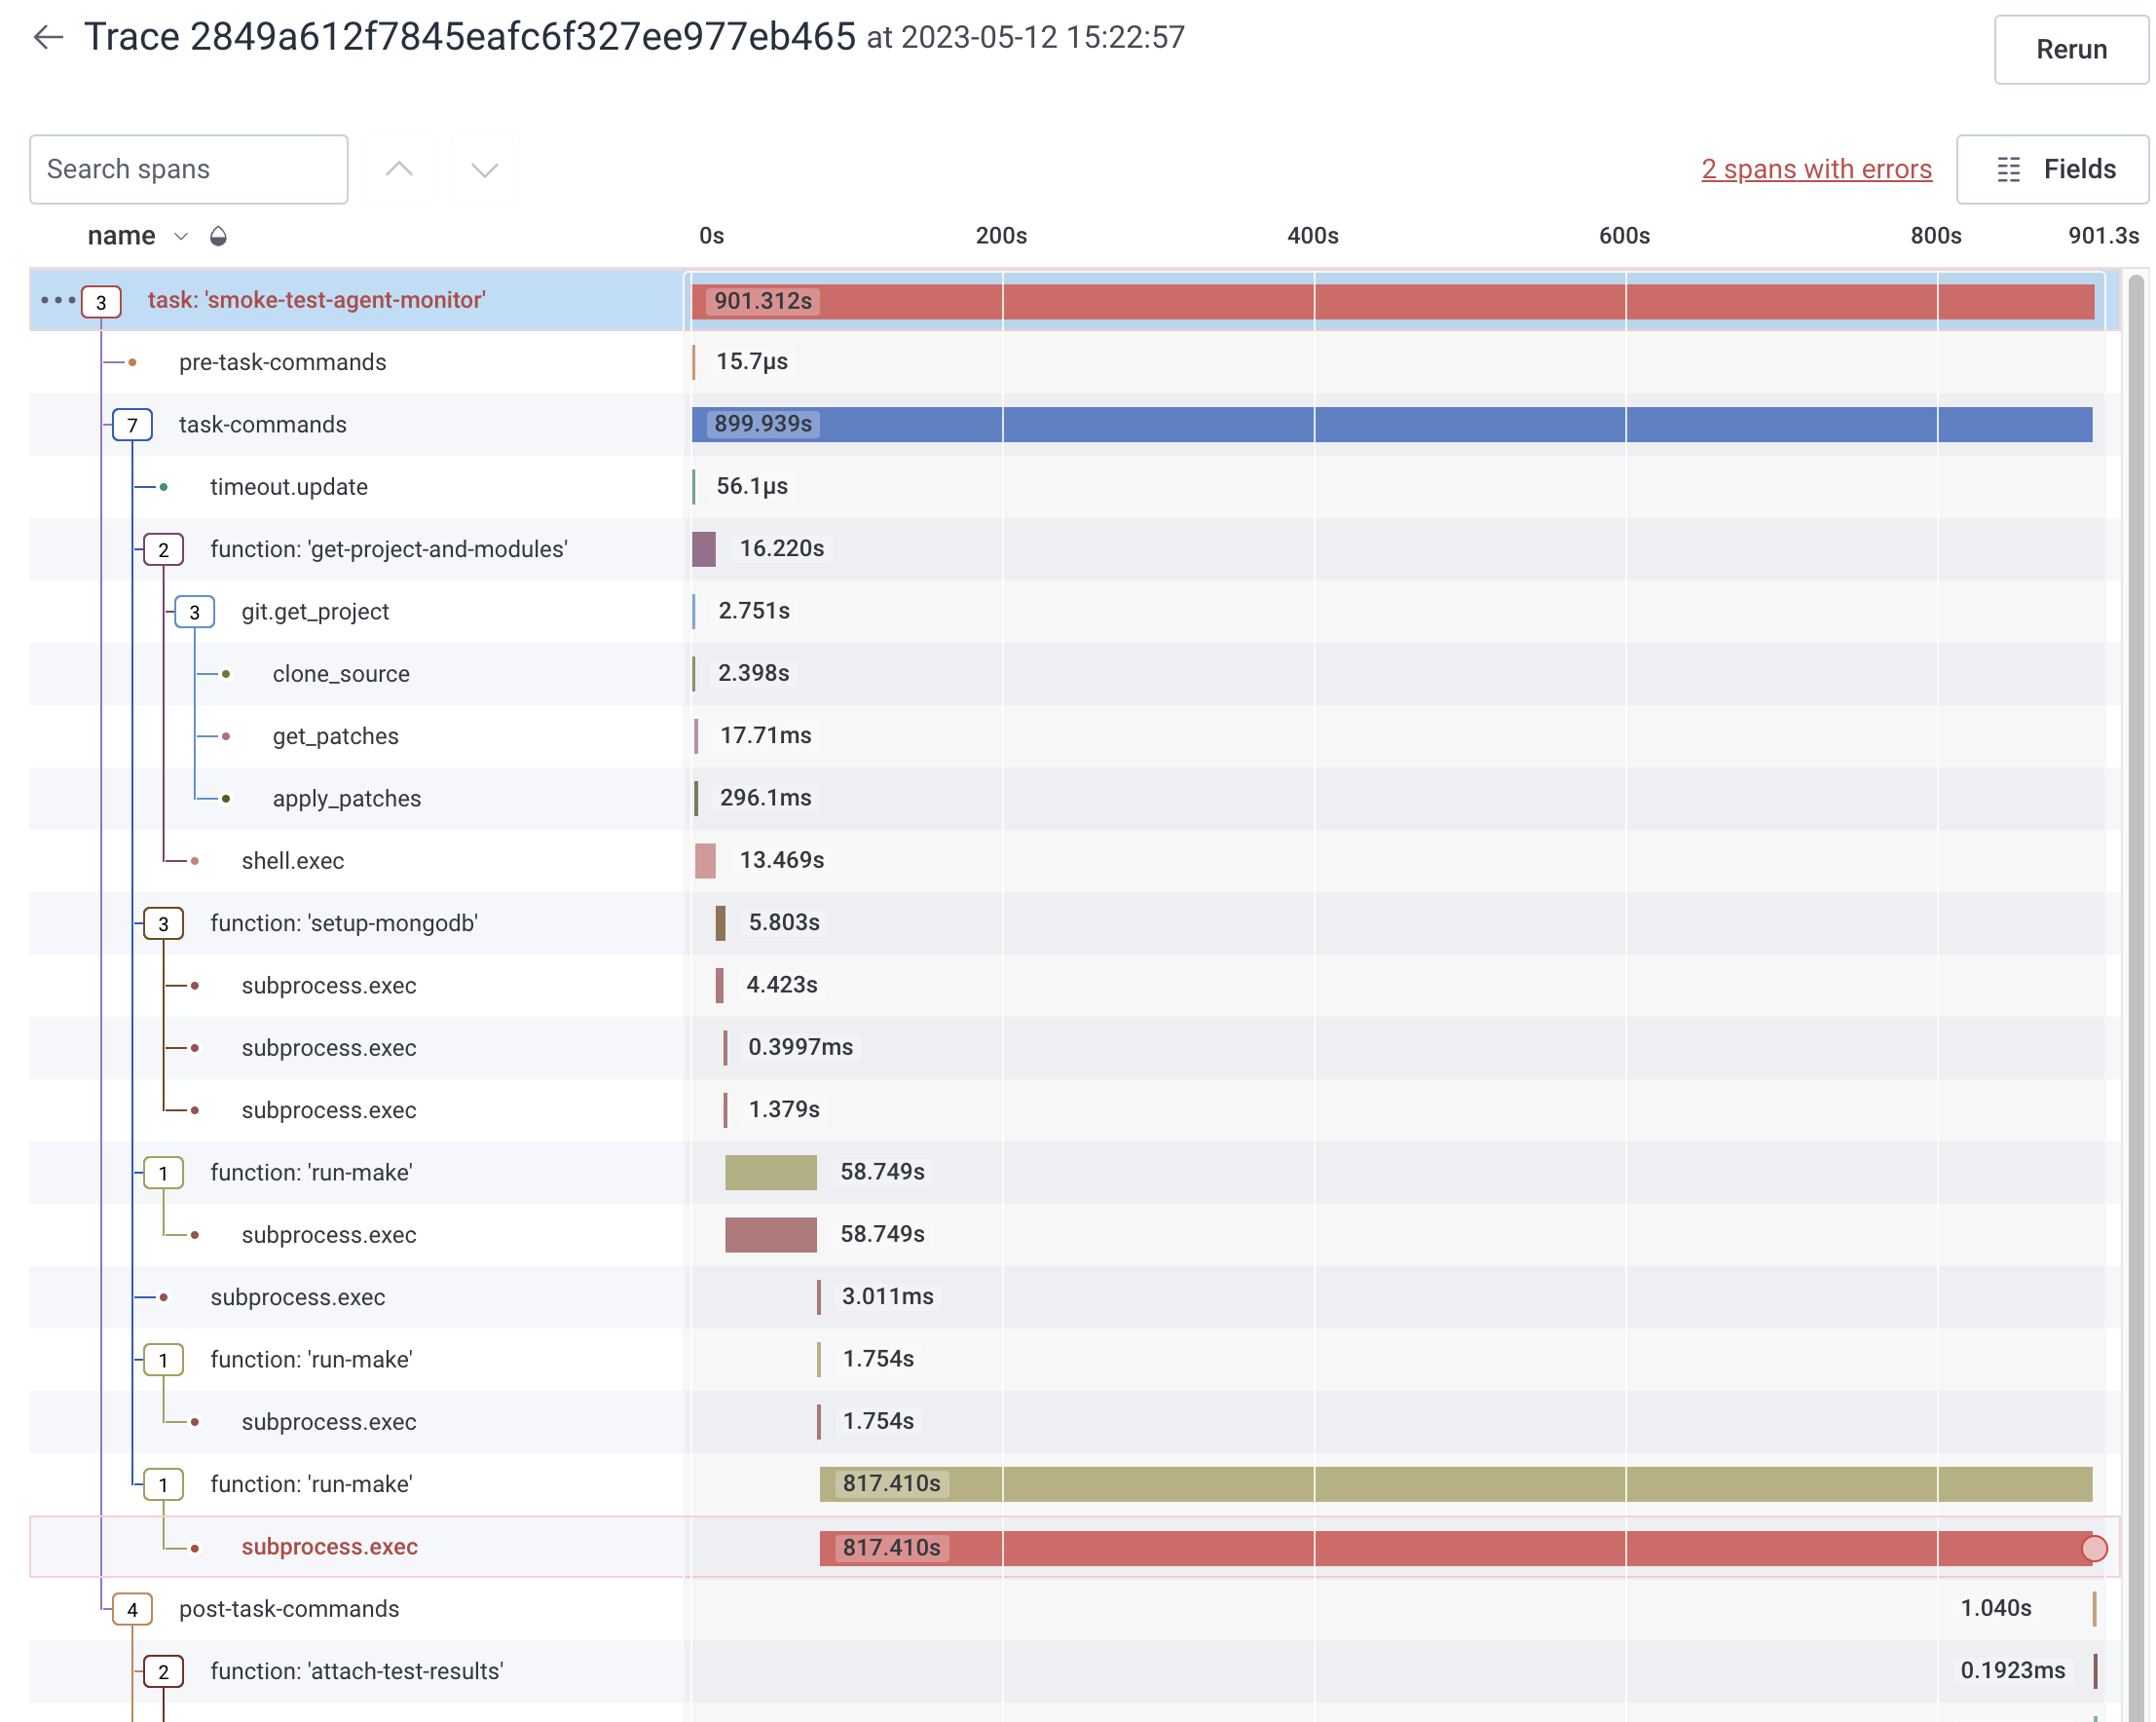 Trace 2849a612f7845eafc6f327ee977eb465 at 2023-05-12 15:22:57
Rerun
Search spans
2 spans with errors
Fields
name 0s 200s 400s 600s 800s 901.3s
3 task: 'smoke-test-agent-monitor' 901.312s
pre-task-commands 15.7μs
7 task-commands 899.939s
timeout.update 56.1μs
2 function: 'get-project-and-modules' 16.220s
3 git.get_project 2.751s
clone_source 2.398s
get_patches 17.71ms
apply_patches 296.1ms
shell.exec 13.469s
3 function: 'setup-mongodb' 5.803s
subprocess.exec 4.423s
subprocess.exec 0.3997ms
subprocess.exec 1.379s
1 function: 'run-make' 58.749s
subprocess.exec 58.749s
subprocess.exec 3.011ms
1 function: 'run-make' 1.754s
subprocess.exec 1.754s
1 function: 'run-make' 817.410s
subprocess.exec 817.410s
4 post-task-commands 1.040s
2 function: 'attach-test-results' 0.1923ms